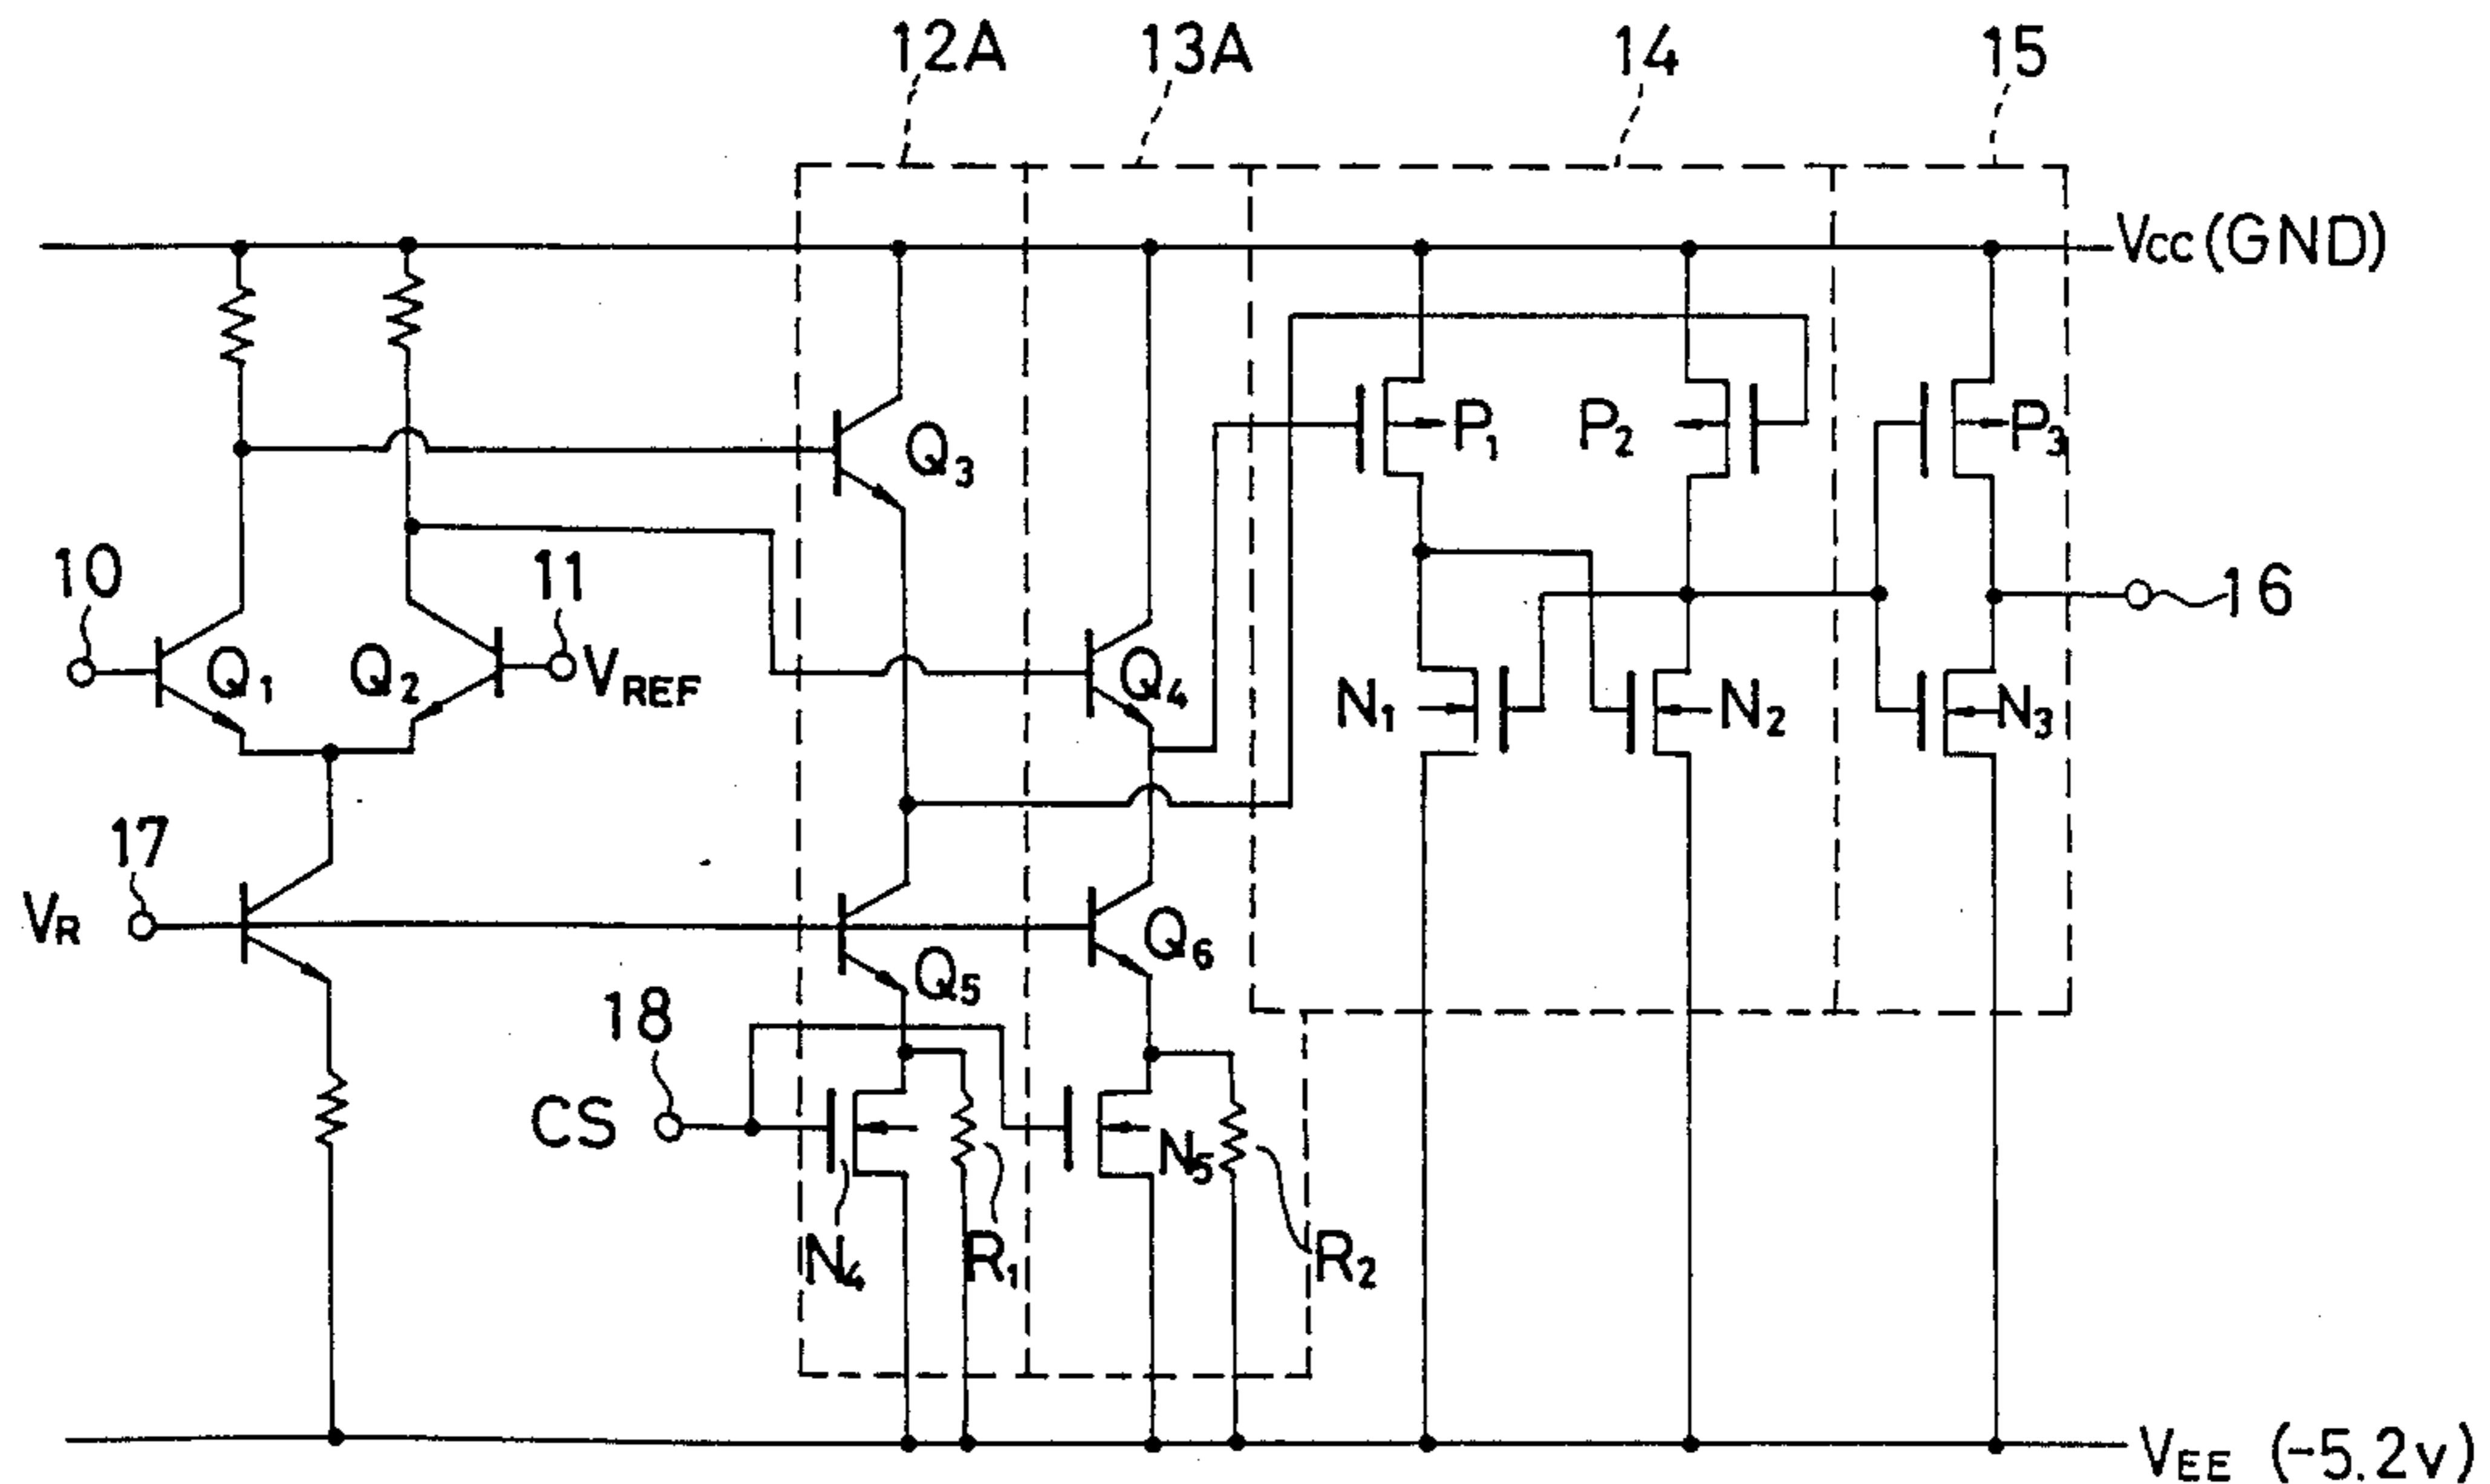 12A 13A 14 15
VCC (GND)
Q3
P1 P2 P3
10 11
16
Q1 Q2 VREF Q4
N1 N2 N3
17
VR
Q5 Q6
18
CS
N5
N4 R1 R2
VEE (-5.2v)